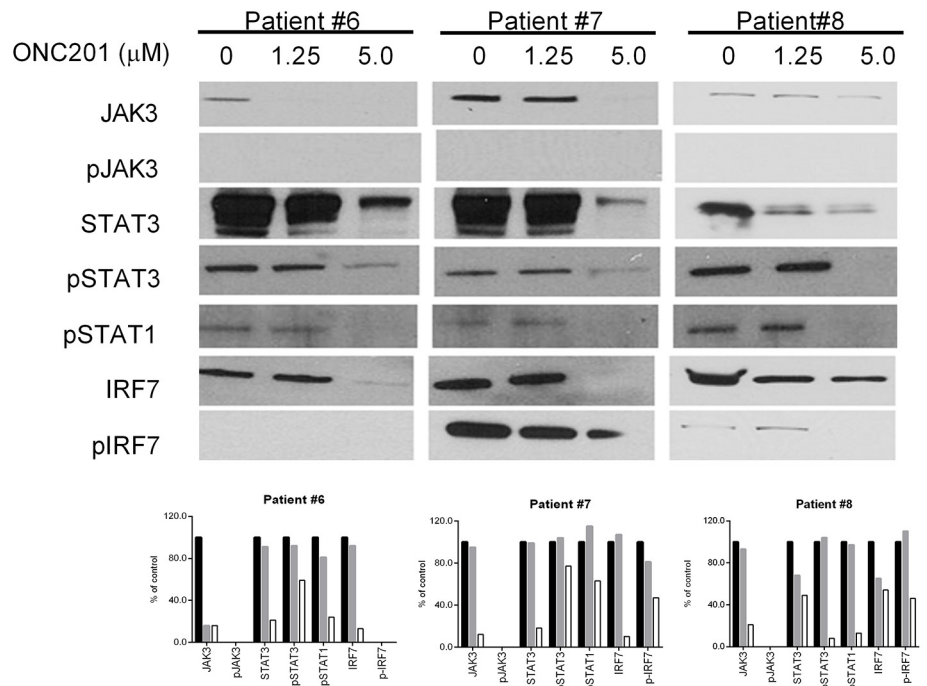 Patient #6 Patient #7 Patient#8
ONC201 (µM) 0 1.25 5.0 0 1.25 5.0 0 1.25 5.0
JAK3
pJAK3
STAT3
pSTAT3
pSTAT1
IRF7
pIRF7
Patient #6
120.0
80.0
40.0
0.0
% of control
JAK3 pJAK3 STAT3 pSTAT3 pSTAT1 IRF7 p-IRF7
Patient #7
120.0
80.0
40.0
0.0
% of control
JAK3 pJAK3 STAT3 pSTAT3 pSTAT1 IRF7 p-IRF7
Patient #8
120.0
80.0
40.0
0.0
% of control
JAK3 pJAK3 STAT3 pSTAT3 pSTAT1 IRF7 p-IRF7